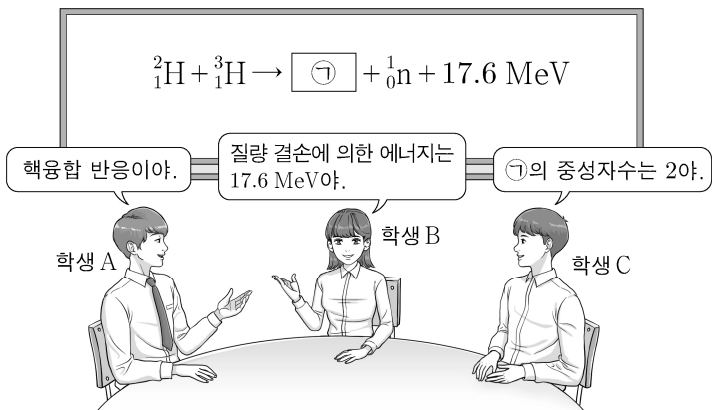 ²₁H + ³₁H → ㉠ + ¹₀n + 17.6 MeV
핵융합 반응이야.
질량 결손에 의한 에너지는
17.6 MeV야.
㉠의 중성자수는 2야.
학생 A
학생 B
학생 C